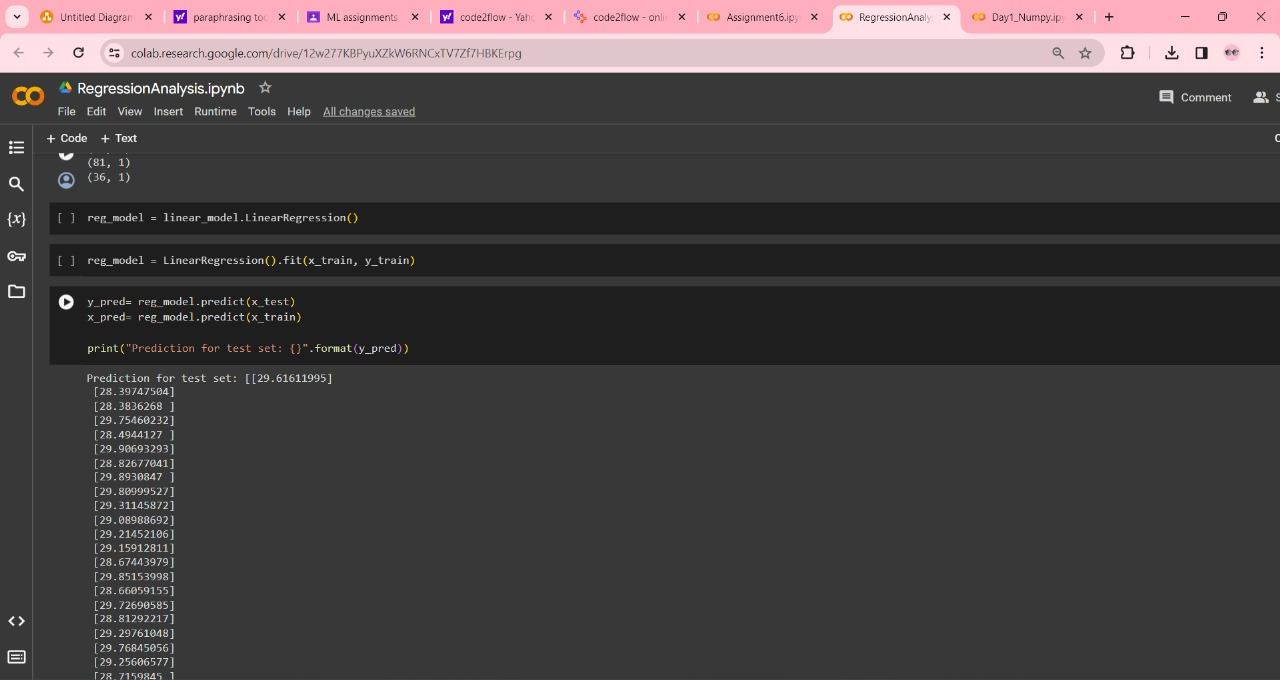 Untitled Diagram
paraphrasing too
ML assignments
code2flow - Yaho
code2flow - onli
Assignment6.ipy
RegressionAnaly
Day1_Numpy.ip
colab.research.google.com/drive/12w277KBPyuXZkW6RNCxTV7Zf7HBKErpg
RegressionAnalysis.ipynb
Comment
S
File Edit View Insert Runtime Tools Help All changes saved
+ Code + Text
C
(81, 1)
(36, 1)
{x}
[ ] reg_model = linear_model.LinearRegression()
[ ] reg_model = LinearRegression().fit(x_train, y_train)
y_pred= reg_model.predict(x_test)
x_pred= reg_model.predict(x_train)
print("Prediction for test set: {}".format(y_pred))
Prediction for test set: [[29.61611995]
[28.39747504]
[28.3836268 ]
[29.75460232]
[28.4944127 ]
[29.90693293]
[28.82677041]
[29.8930847 ]
[29.80999527]
[29.31145872]
[29.08988692]
[29.21452106]
[29.15912811]
[28.67443979]
[29.85153998]
[28.66059155]
[29.72690585]
[28.81292217]
[29.29761048]
[29.76845056]
[29.25606577]
[28.7159845 ]